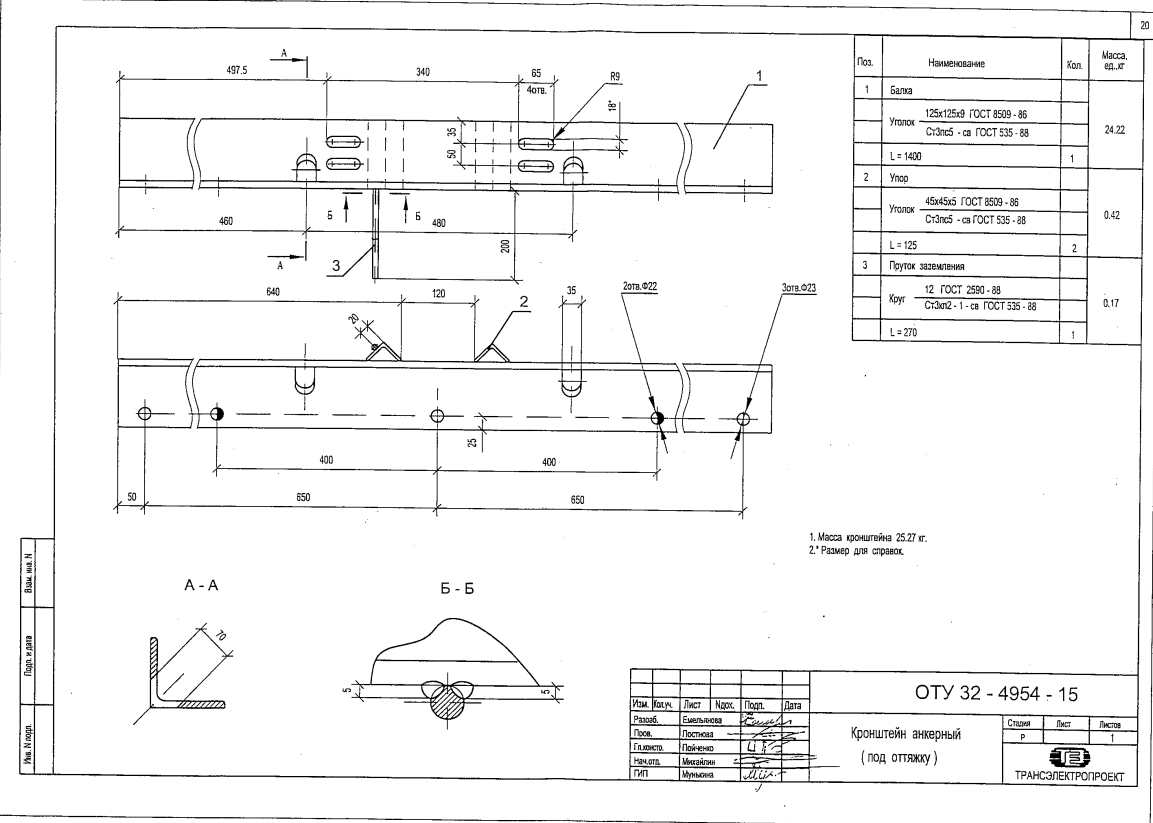 20
Поз.
Наименование
Кол.
Масса, ед.,кг
1
Балка
Уголок
125х125х9 ГОСТ 8509 - 86
Ст3пс5 - св ГОСТ 535 - 88
24.22
L = 1400
1
2
Упор
Уголок
45х45х5 ГОСТ 8509 - 86
Ст3пс5 - св ГОСТ 535 - 88
0.42
L = 125
2
3
Пруток заземления
Круг
12 ГОСТ 2590 - 88
Ст3кп2 - 1 - св ГОСТ 535 - 88
0.17
L = 270
1
А
497.5
340
65
4отв.
R9
18*
1
35
50
Б
Б
460
480
200
А
3
640
120
35
2отв.Ф22
3отв.Ф23
20
2
25
400
400
50
650
650
1. Масса кронштейна 25.27 кг.
2.* Размер для справок.
А - А
70
Б - Б
5
5
Взам. инв. N
Подп. и дата
Инв. N подл.
ОТУ 32 - 4954 - 15
Изм.
Кол.уч.
Лист
Nдок.
Подп.
Дата
Разраб.
Емельянова
Пров.
Постнова
Гл.констр.
Пойченко
Нач.отд.
Михайлин
ГИП
Мунькина
Кронштейн анкерный
( под оттяжку )
Стадия
Лист
Листов
Р
1
ТРАНСЭЛЕКТРОПРОЕКТ